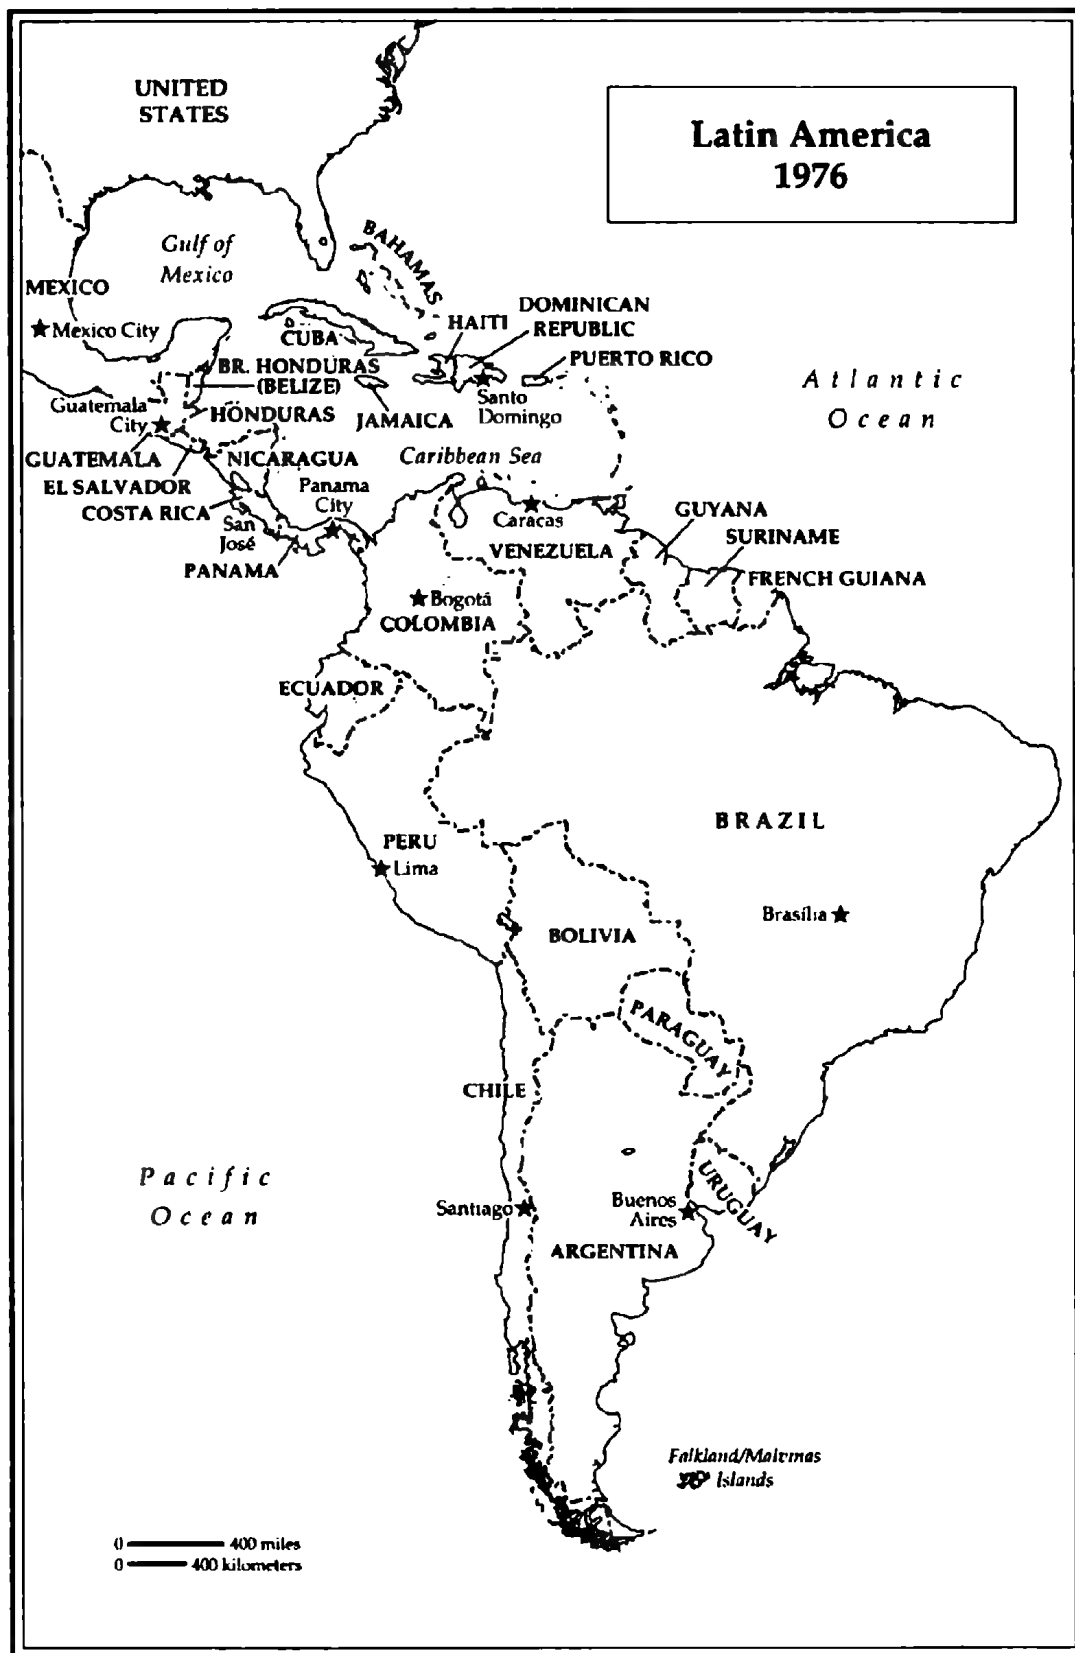 UNITED
STATES
Latin America
1976
Gulf of
Mexico
BAHAMAS
MEXICO
Mexico City
CUBA
HAITI
DOMINICAN
REPUBLIC
PUERTO RICO
BR. HONDURAS
(BELIZE)
Atlantic
Ocean
Guatemala
City
HONDURAS
JAMAICA
Santo
Domingo
GUATEMALA
NICARAGUA
Caribbean Sea
EL SALVADOR
Panama
City
COSTA RICA
San
José
PANAMA
Caracas
VENEZUELA
GUYANA
SURINAME
FRENCH GUIANA
Bogotá
COLOMBIA
ECUADOR
BRAZIL
PERU
Lima
Brasília
BOLIVIA
PARAGUAY
CHILE
Pacific
Ocean
Santiago
Buenos
Aires
URUGUAY
ARGENTINA
Falkland/Malvinas
Islands
0 400 miles
0 400 kilometers